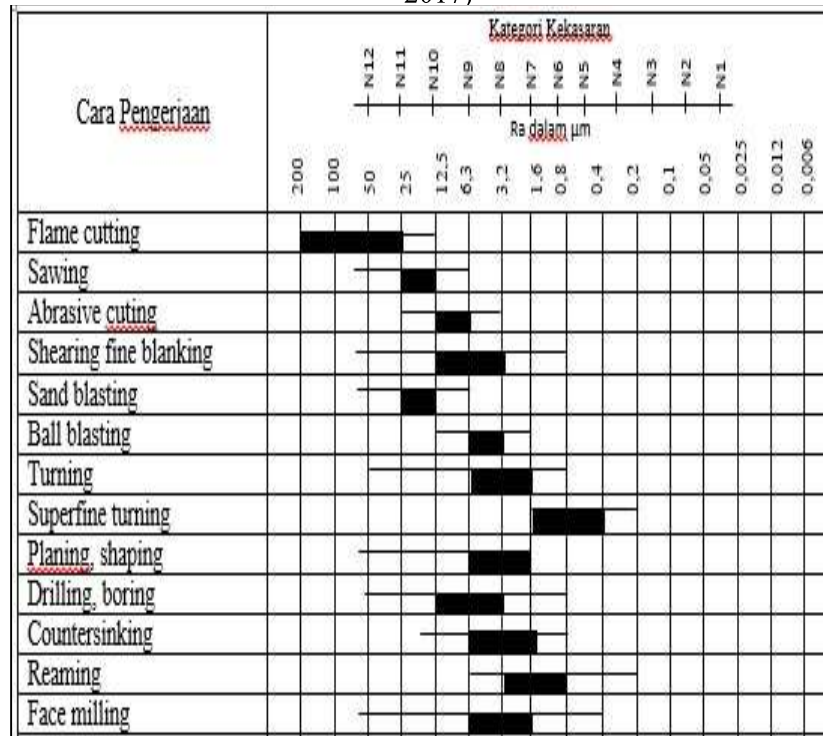 2017)
Kategori Kekasaran
Cara Pengerjaan
N12 N11 N10 N9 N8 N7 N6 N5 N4 N3 N2 N1
Ra dalam µm
200 100 50 25 12.5 6,3 3,2 1.6 0,8 0,4 0,2 0,1 0,05 0,025 0,012 0,006
Flame cutting
Sawing
Abrasive cuting
Shearing fine blanking
Sand blasting
Ball blasting
Turning
Superfine turning
Planing, shaping
Drilling, boring
Countersinking
Reaming
Face milling